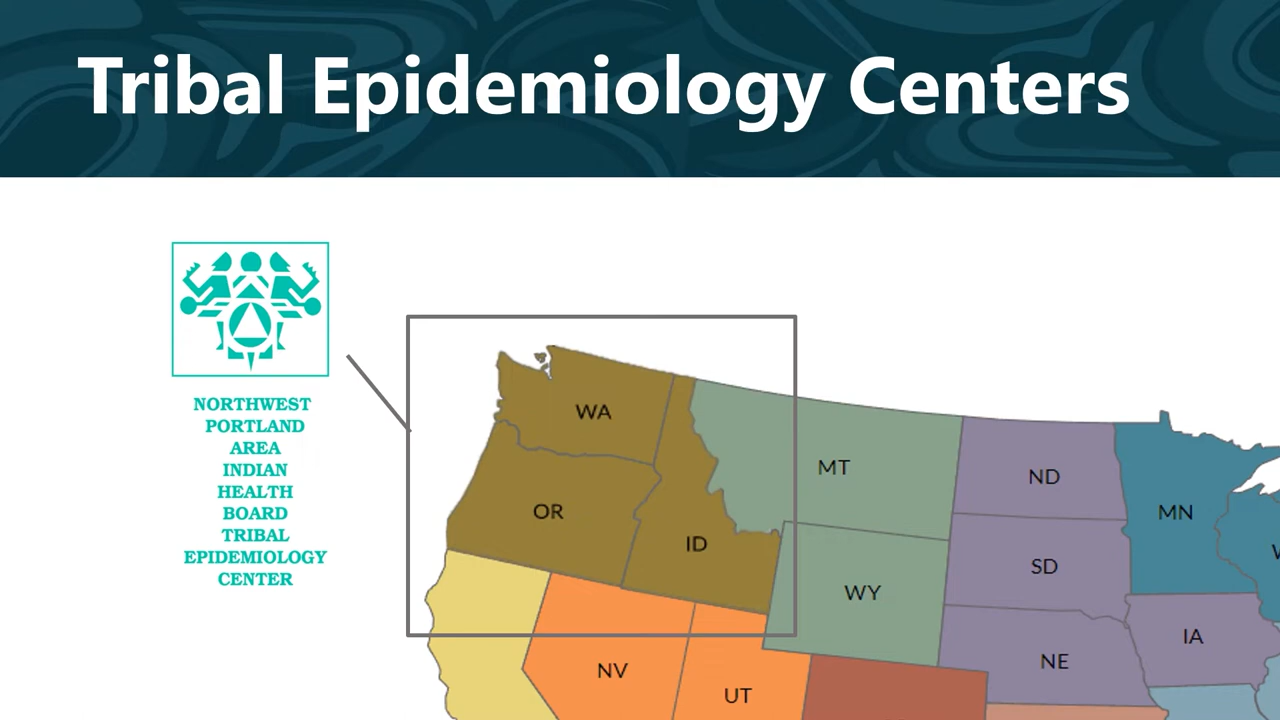 Tribal Epidemiology Centers
NORTHWEST
PORTLAND
AREA
INDIAN
HEALTH
BOARD
TRIBAL
EPIDEMIOLOGY
CENTER
WA
MT
ND
OR
MN
ID
SD
WY
IA
NE
NV
UT